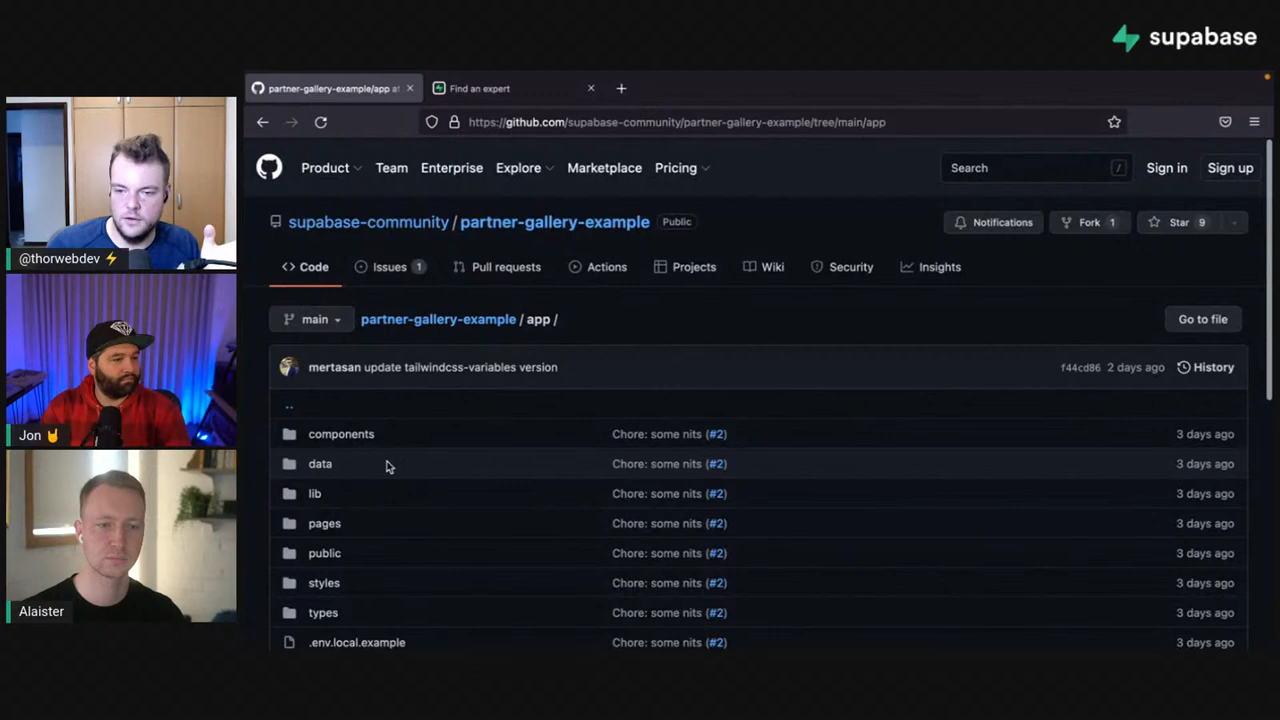 supabase
partner-gallery-example/app at
Find an expert
https://github.com/supabase-community/partner-gallery-example/tree/main/app
Product Team Enterprise Explore Marketplace Pricing
Search /
Sign in
Sign up
supabase-community / partner-gallery-example Public
Notifications
Fork 1
Star 9
Code Issues 1 Pull requests Actions Projects Wiki Security Insights
main
partner-gallery-example / app /
Go to file
mertasan update tailwindcss-variables version
f44cd86 2 days ago History
..
components Chore: some nits (#2) 3 days ago
data Chore: some nits (#2) 3 days ago
lib Chore: some nits (#2) 3 days ago
pages Chore: some nits (#2) 3 days ago
public Chore: some nits (#2) 3 days ago
styles Chore: some nits (#2) 3 days ago
types Chore: some nits (#2) 3 days ago
.env.local.example Chore: some nits (#2) 3 days ago
@thorwebdev ⚡
Jon 🤘
Alaister